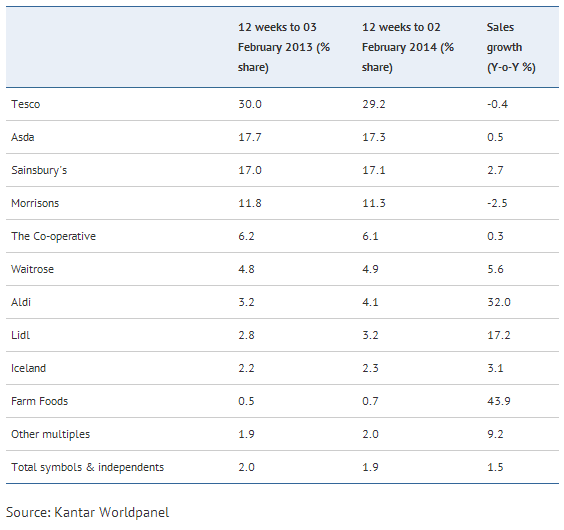 12 weeks to 03 February 2013 (% share) 12 weeks to 02 February 2014 (% share) Sales growth (Y-o-Y %)
Tesco 30.0 29.2 -0.4
Asda 17.7 17.3 0.5
Sainsbury's 17.0 17.1 2.7
Morrisons 11.8 11.3 -2.5
The Co-operative 6.2 6.1 0.3
Waitrose 4.8 4.9 5.6
Aldi 3.2 4.1 32.0
Lidl 2.8 3.2 17.2
Iceland 2.2 2.3 3.1
Farm Foods 0.5 0.7 43.9
Other multiples 1.9 2.0 9.2
Total symbols & independents 2.0 1.9 1.5
Source: Kantar Worldpanel